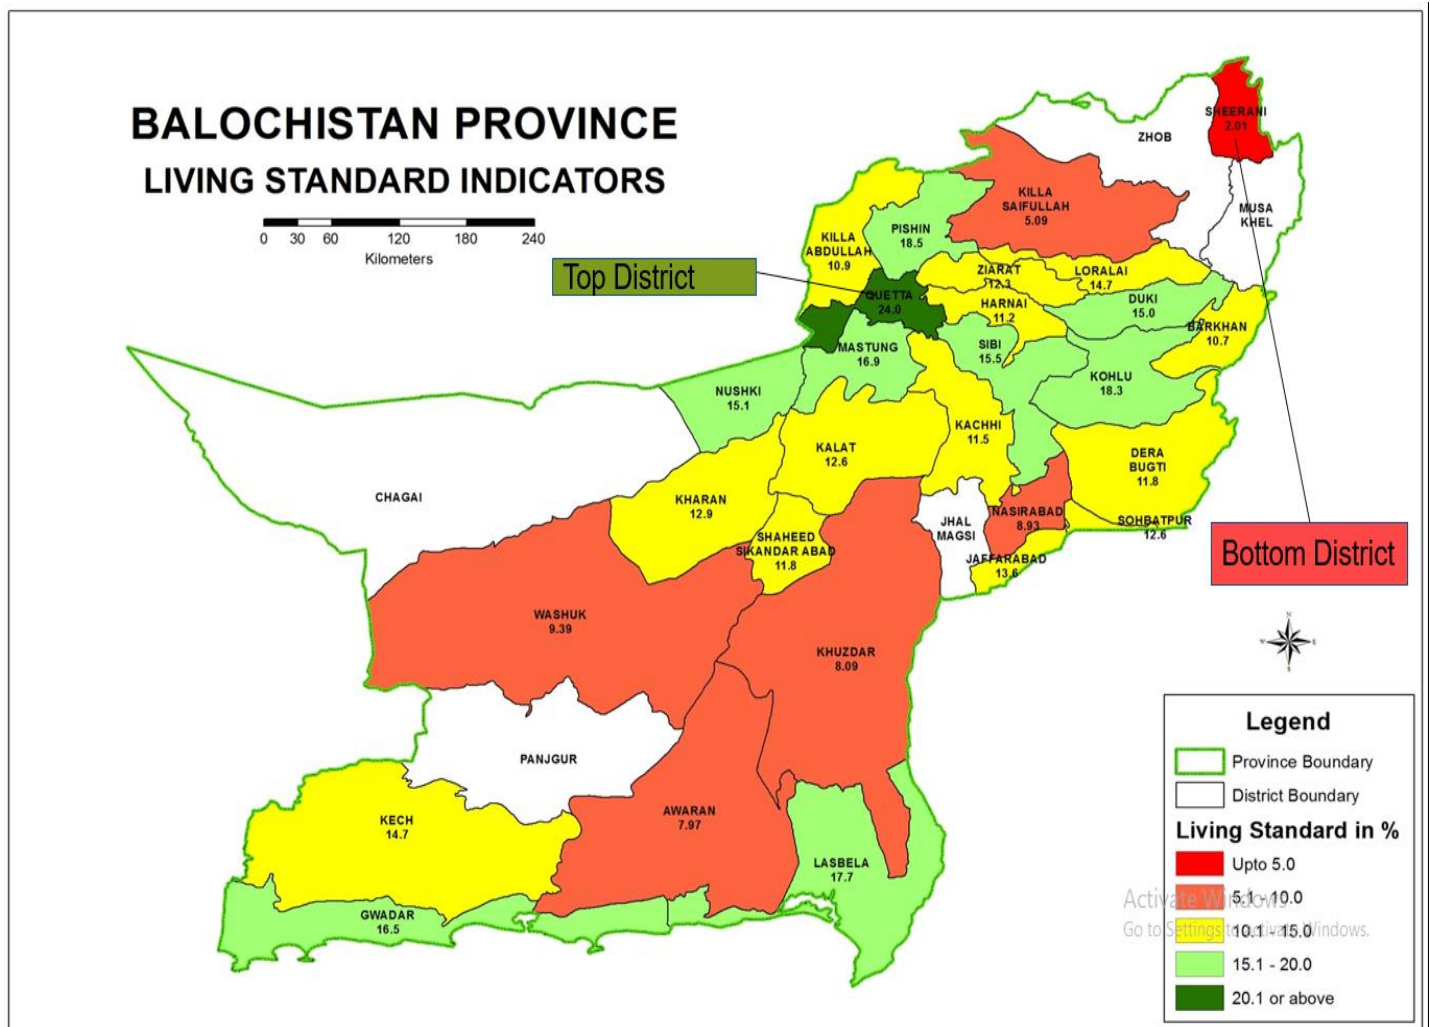 BALOCHISTAN PROVINCE
LIVING STANDARD INDICATORS
0 30 60 120 180 240
Kilometers
SHEERANI
2.01
ZHOB
KILLA
SAIFULLAH
5.09
MUSA
KHEL
PISHIN
18.5
KILLA
ABDULLAH
10.9
Top District
ZIARAT
12.3
LORALAI
14.7
QUETTA
24.0
HARNAI
11.2
DUKI
15.0
BARKHAN
10.7
MASTUNG
16.9
SIBI
15.5
KOHLU
18.3
NUSHKI
15.1
KACHHI
11.5
KALAT
12.6
DERA
BUGTI
11.8
CHAGAI
KHARAN
12.9
NASIRABAD
8.93
SOHBATPUR
12.6
JHAL
MAGSI
SHAHEED
SIKANDAR ABAD
11.8
JAFFARABAD
13.6
Bottom District
WASHUK
9.39
KHUZDAR
8.09
N
W E
S
PANJGUR
KECH
14.7
AWARAN
7.97
LASBELA
17.7
GWADAR
16.5
Legend
Province Boundary
District Boundary
Living Standard in %
Upto 5.0
5.1 - 10.0
10.1 - 15.0
15.1 - 20.0
20.1 or above
Activate Windows
Go to Settings to activate Windows.